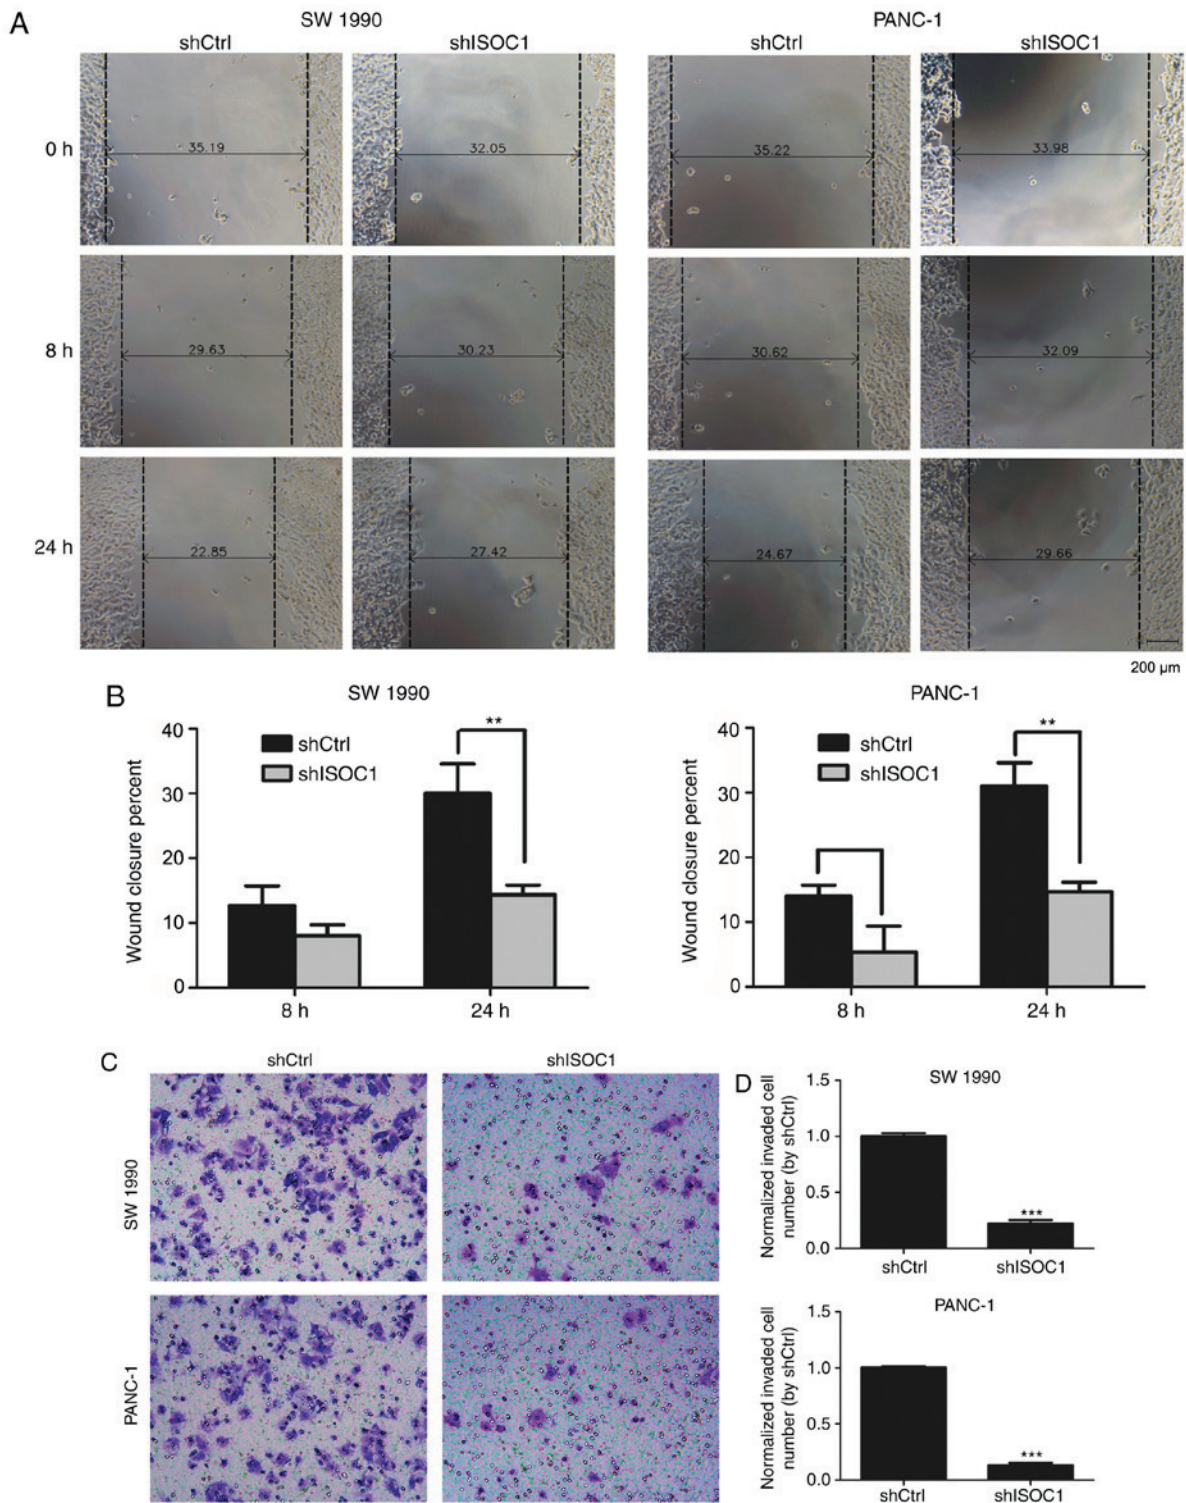 A
SW 1990
PANC-1
shCtrl
shISOC1
shCtrl
shISOC1
0 h
35.19
32.05
35.22
33.98
8 h
29.63
30.23
30.62
32.09
24 h
22.85
27.42
24.67
29.66
200 µm
B
SW 1990
Wound closure percent
40
30
20
10
0
shCtrl
shISOC1
**
8 h
24 h
PANC-1
Wound closure percent
40
30
20
10
0
shCtrl
shISOC1
**
8 h
24 h
C
shCtrl
shISOC1
SW 1990
PANC-1
D
SW 1990
Normalized invaded cell
number (by shCtrl)
1.5
1.0
0.5
0.0
***
shCtrl
shISOC1
PANC-1
Normalized invaded cell
number (by shCtrl)
1.5
1.0
0.5
0.0
***
shCtrl
shISOC1